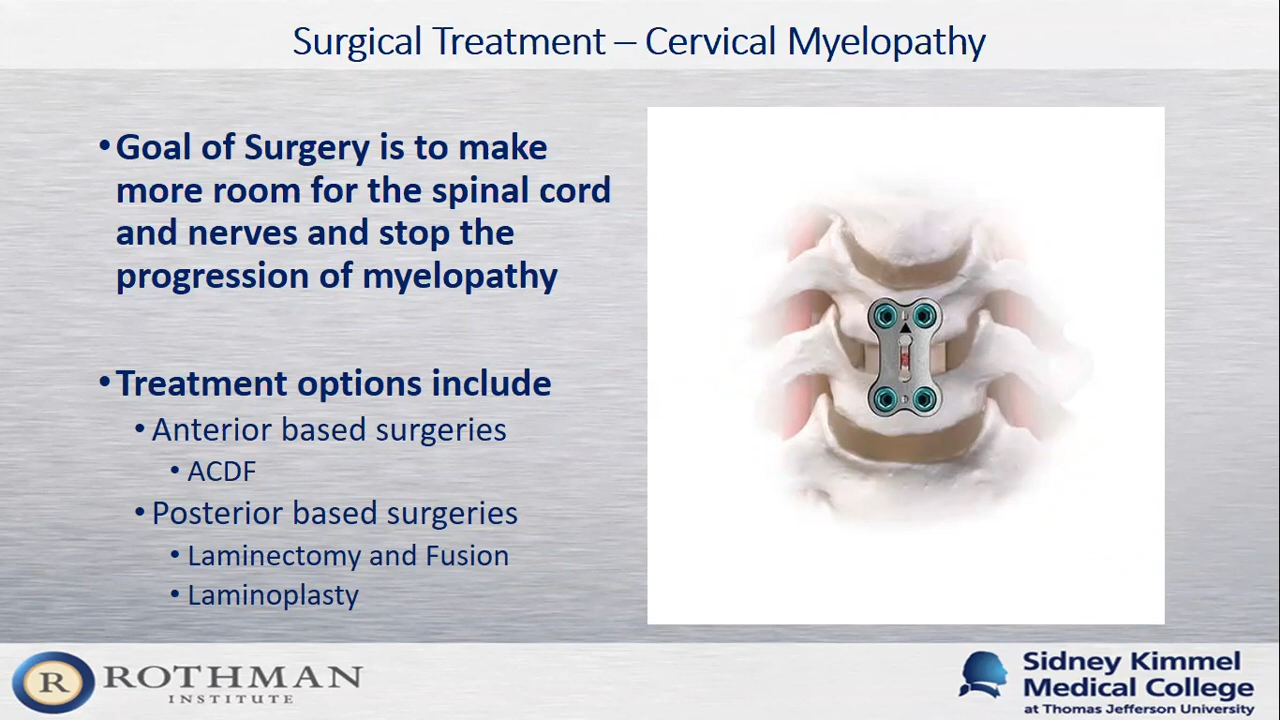 Surgical Treatment – Cervical Myelopathy
•Goal of Surgery is to make
more room for the spinal cord
and nerves and stop the
progression of myelopathy
•Treatment options include
•Anterior based surgeries
•ACDF
•Posterior based surgeries
•Laminectomy and Fusion
•Laminoplasty
R ROTHMAN
INSTITUTE
Sidney Kimmel
Medical College
at Thomas Jefferson University